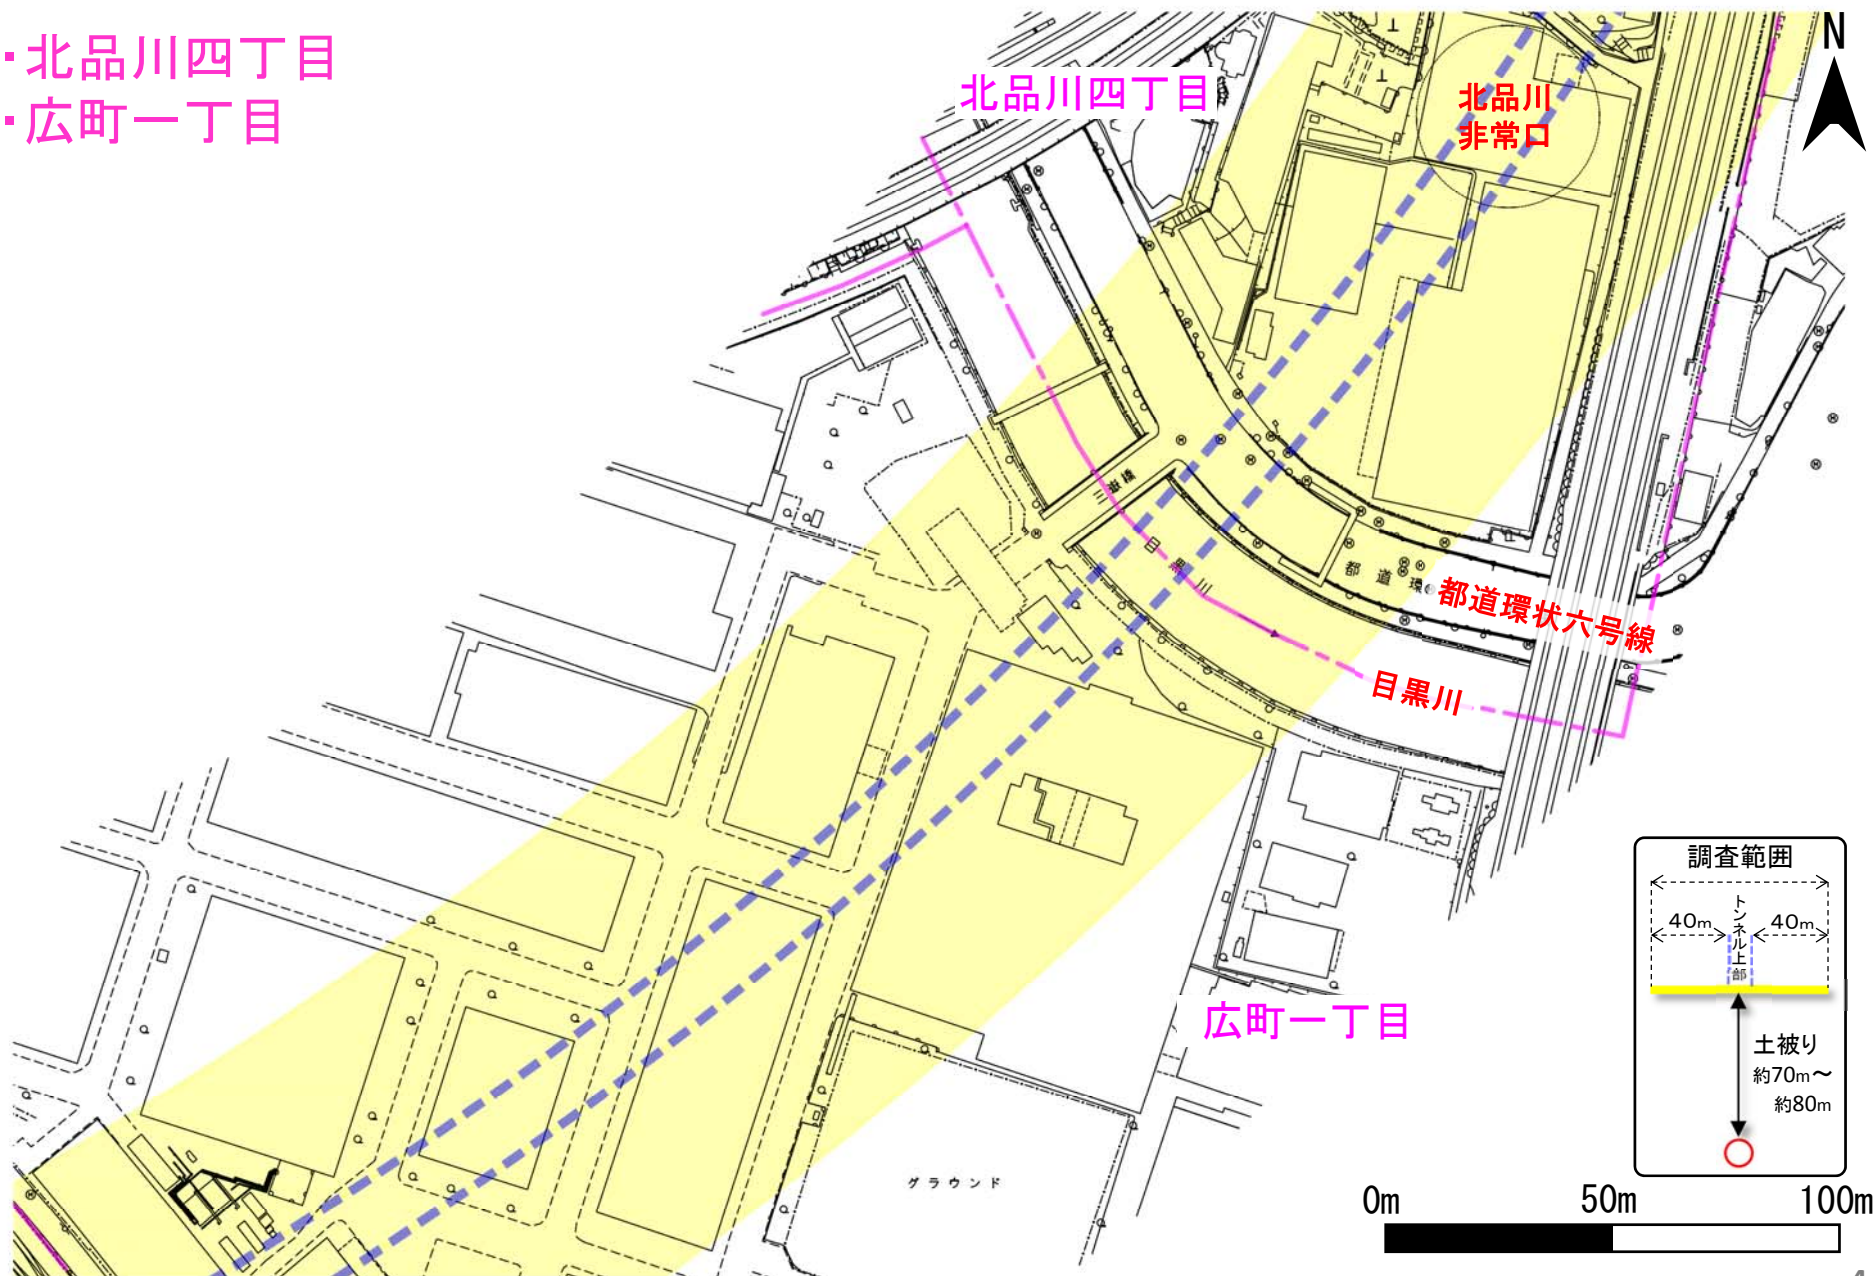 ・北品川四丁目
・広町一丁目
北品川四丁目
北品川
非常口
N
三嶽橋
目黒川
都道環
都道環状六号線
目黒川
広町一丁目
グラウンド
調査範囲
40m
トンネル上部
40m
土被り
約70m～
約80m
0m
50m
100m